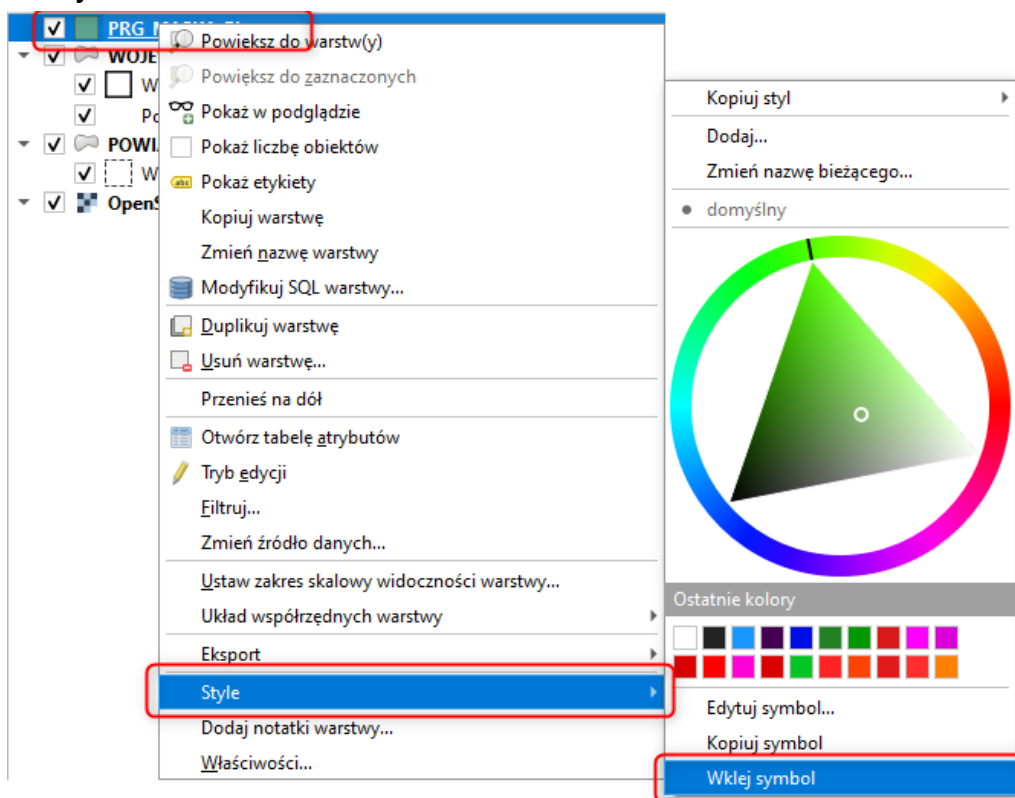 PRG
WOJE
W
Po
POWI
W
OpenS
Powiększ do warstw(y)
Powiększ do zaznaczonych
Pokaż w podglądzie
Pokaż liczbę obiektów
abc Pokaż etykiety
Kopiuj warstwę
Zmień nazwę warstwy
Modyfikuj SQL warstwy...
Duplikuj warstwę
Usuń warstwę...
Przenieś na dół
Otwórz tabelę atrybutów
Tryb edycji
Filtruj...
Zmień źródło danych...
Ustaw zakres skalowy widoczności warstwy...
Układ współrzędnych warstwy
Eksport
Style
Dodaj notatki warstwy...
Właściwości...
Kopiuj styl
Dodaj...
Zmień nazwę bieżącego...
domyślny
Ostatnie kolory
Edytuj symbol...
Kopiuj symbol
Wklej symbol